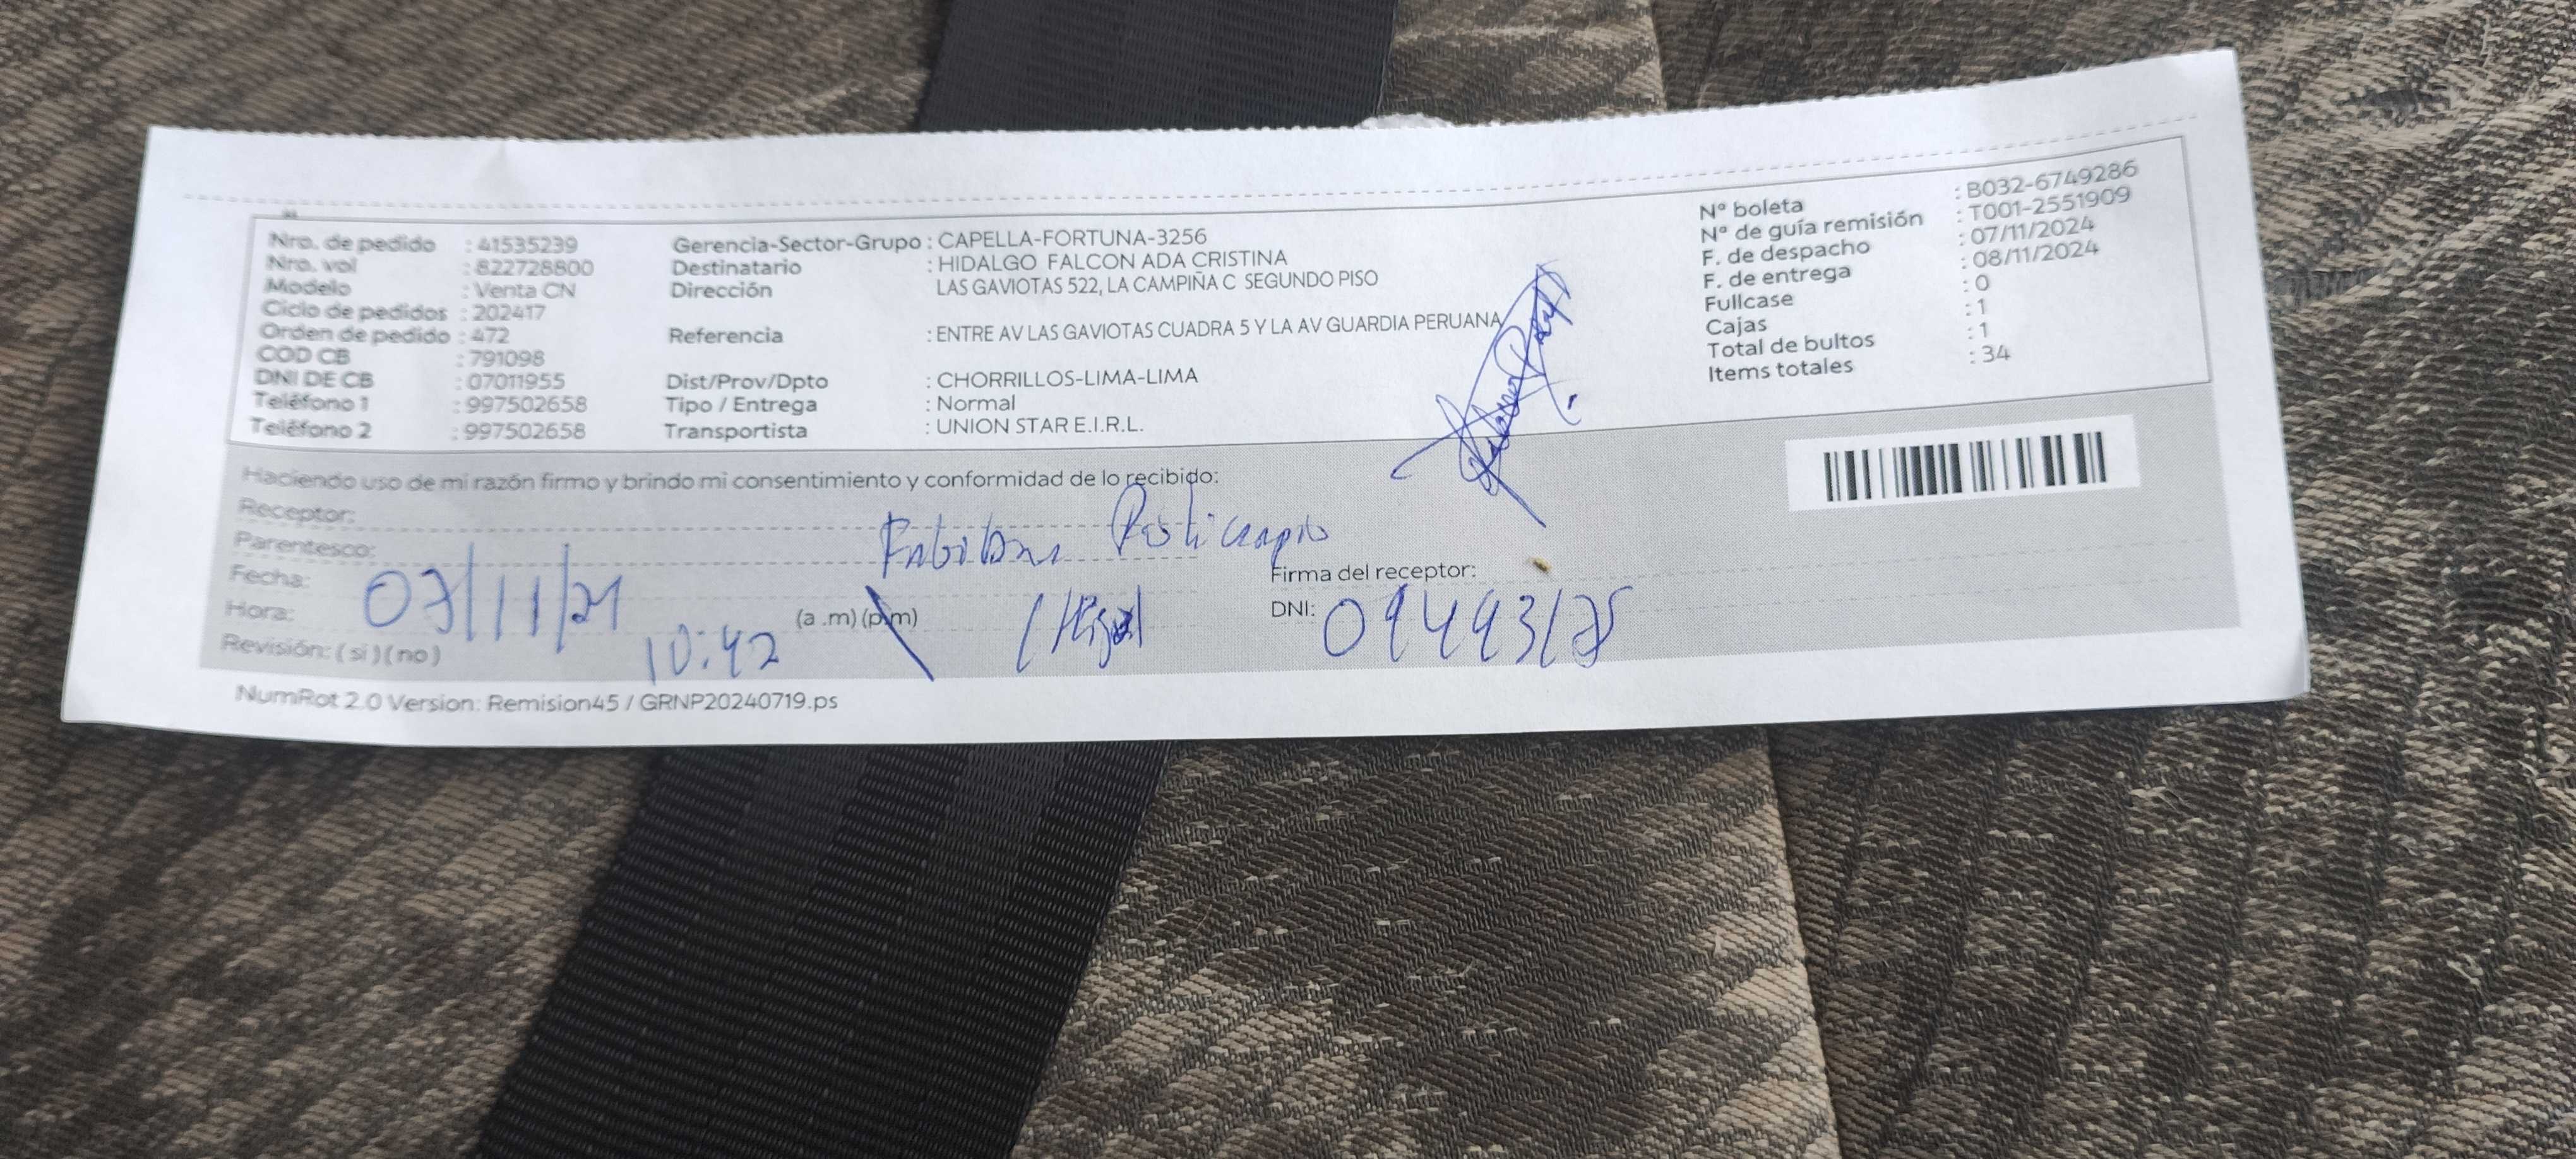 Nro. de pedido : 41535239
Nro. vol : 822728800
Modelo : Venta CN
Ciclo de pedidos : 202417
Orden de pedido : 472
COD CB : 791098
DNI DE CB : 07011955
Teléfono 1 : 997502658
Teléfono 2 : 997502658
Gerencia-Sector-Grupo : CAPELLA-FORTUNA-3256
Destinatario : HIDALGO FALCON ADA CRISTINA
Dirección LAS GAVIOTAS 522, LA CAMPIÑA C SEGUNDO PISO
Referencia : ENTRE AV LAS GAVIOTAS CUADRA 5 Y LA AV GUARDIA PERUANA
Dist/Prov/Dpto : CHORRILLOS-LIMA-LIMA
Tipo / Entrega : Normal
Transportista : UNION STAR E.I.R.L.
Nº boleta : B032-6749286
Nº de guía remisión : T001-2551909
F. de despacho : 07/11/2024
F. de entrega : 08/11/2024
Fullcase : 0
Cajas : 1
Total de bultos : 1
Items totales : 34
Haciendo uso de mi razón firmo y brindo mi consentimiento y conformidad de lo recibido:
Receptor:
Parentesco:
Fecha: 07/11/21
Hora: 10:42 (a .m) (p.m)
Revisión: ( si ) ( no )
Firma del receptor:
DNI:
NumRot 2.0 Version: Remision45 / GRNP20240719.ps